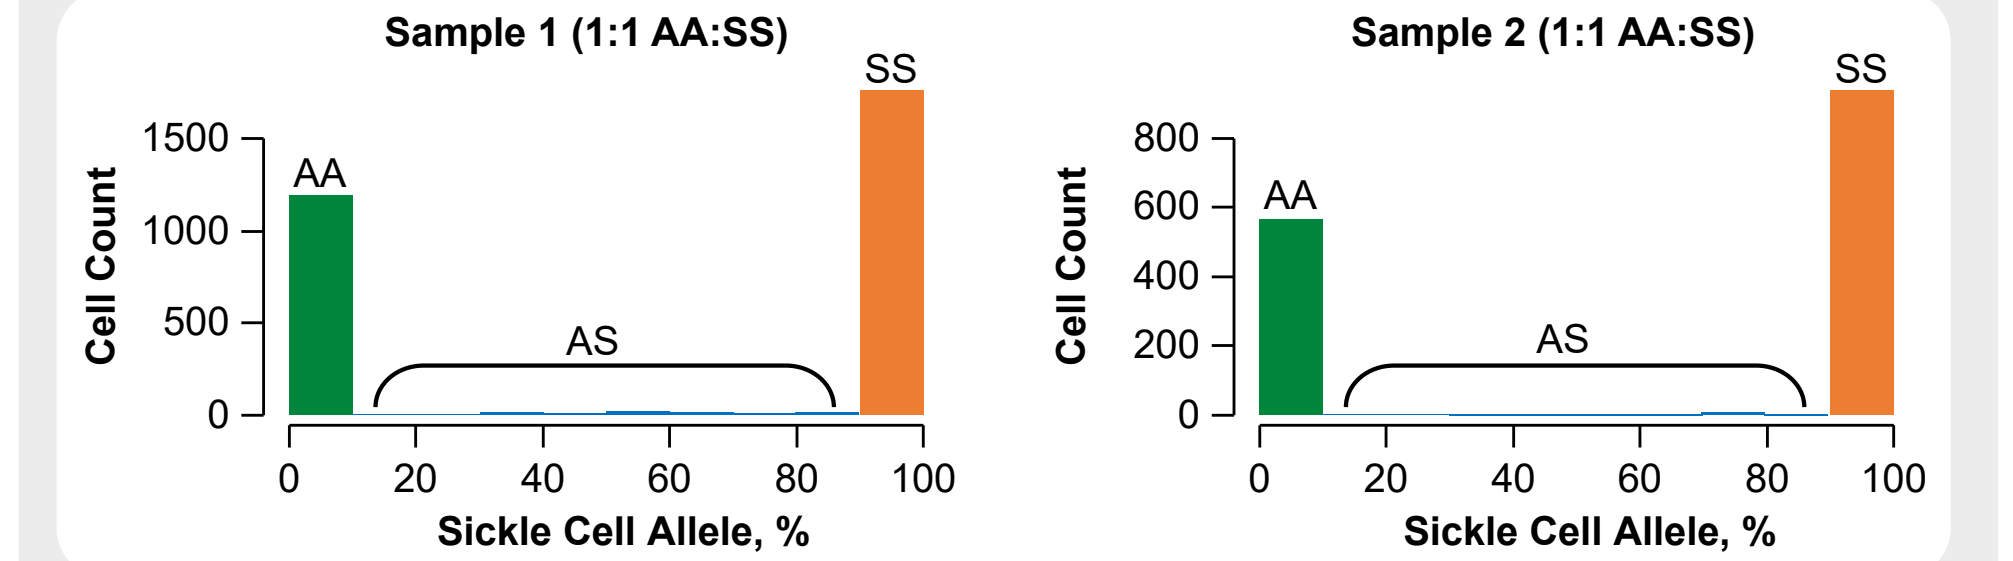 Sample 1 (1:1 AA:SS)
SS
AA
AS
Cell Count
1500
1000
500
0
0 20 40 60 80 100
Sickle Cell Allele, %
Sample 2 (1:1 AA:SS)
SS
AA
AS
Cell Count
800
600
400
200
0
0 20 40 60 80 100
Sickle Cell Allele, %